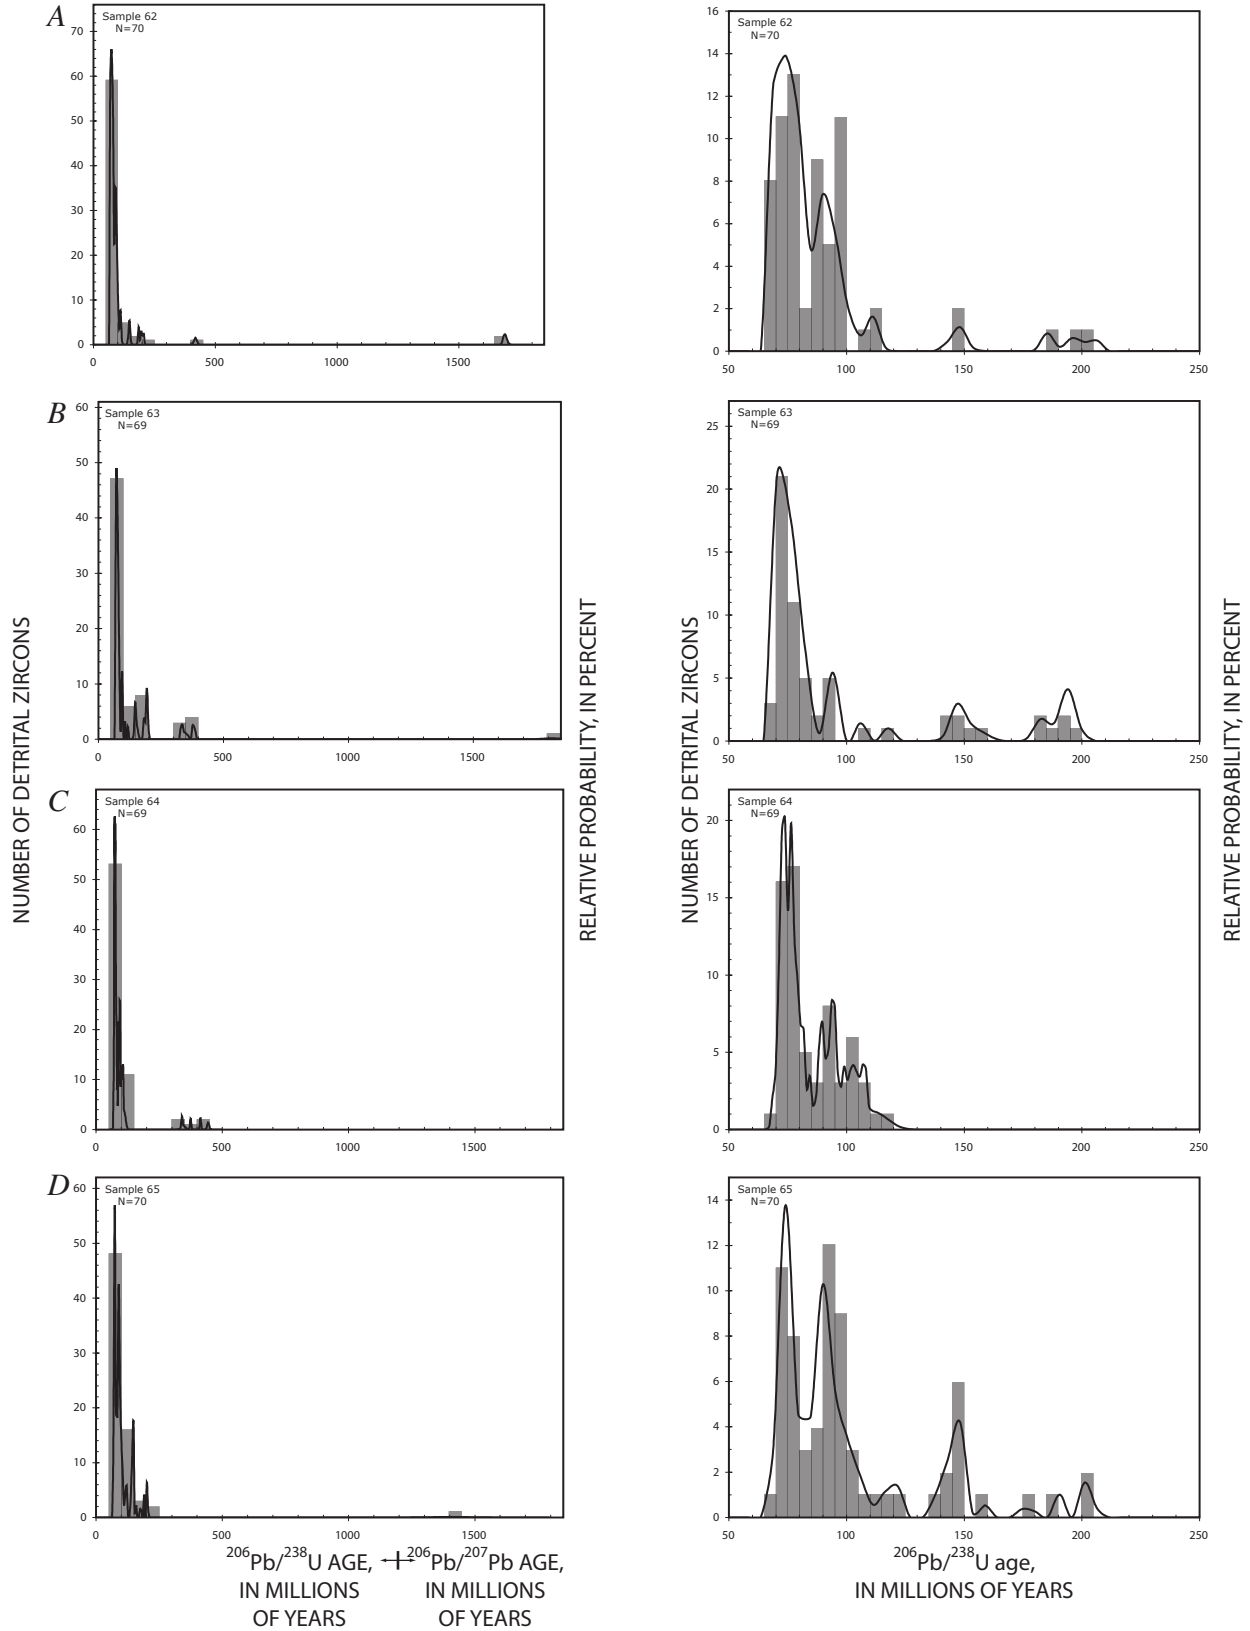 A
Sample 62
N=70
70
60
50
40
30
20
10
0
0
500
1000
1500
Sample 62
N=70
16
14
12
10
8
6
4
2
0
50
100
150
200
250
B
Sample 63
N=69
60
50
40
30
20
10
0
0
500
1000
1500
Sample 63
N=69
25
20
15
10
5
0
50
100
150
200
250
NUMBER OF DETRITAL ZIRCONS
RELATIVE PROBABILITY, IN PERCENT
NUMBER OF DETRITAL ZIRCONS
RELATIVE PROBABILITY, IN PERCENT
C
Sample 64
N=69
60
50
40
30
20
10
0
0
500
1000
1500
Sample 64
N=69
20
15
10
5
0
50
100
150
200
250
D
Sample 65
N=70
60
50
40
30
20
10
0
0
500
1000
1500
Sample 65
N=70
14
12
10
8
6
4
2
0
50
100
150
200
250
206Pb/238U AGE,
IN MILLIONS
OF YEARS
206Pb/207Pb AGE,
IN MILLIONS
OF YEARS
206Pb/238U age,
IN MILLIONS OF YEARS